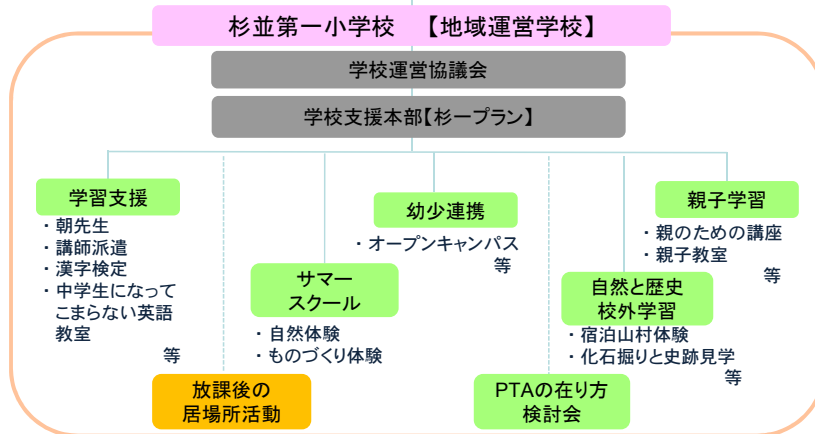 杉並第一小学校　【地域運営学校】
学校運営協議会
学校支援本部【杉一プラン】
学習支援
・朝先生
・講師派遣
・漢字検定
・中学生になって
こまらない英語
教室
等
サマー
スクール
・自然体験
・ものづくり体験
幼少連携
・オープンキャンパス
等
自然と歴史
校外学習
・宿泊山村体験
・化石掘りと史跡見学
等
親子学習
・親のための講座
・親子教室
等
放課後の
居場所活動
PTAの在り方
検討会